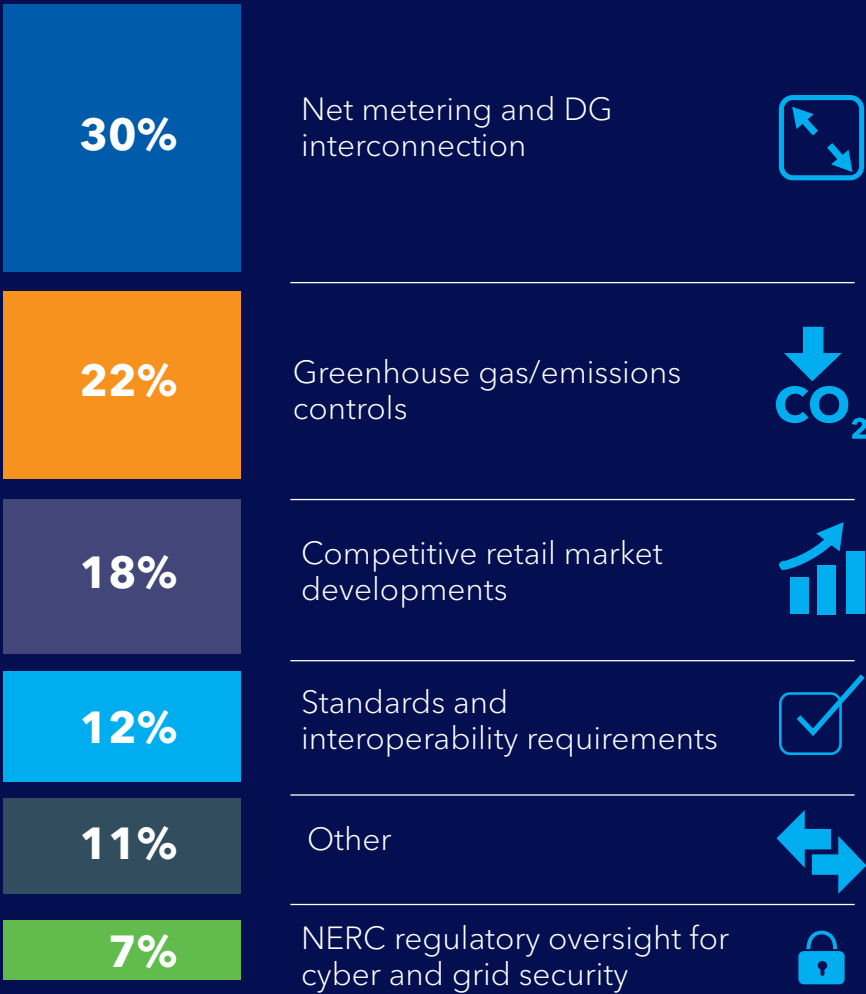 30%
Net metering and DG
interconnection
22%
Greenhouse gas/emissions
controls
CO2
18%
Competitive retail market
developments
12%
Standards and
interoperability requirements
11%
Other
7%
NERC regulatory oversight for
cyber and grid security